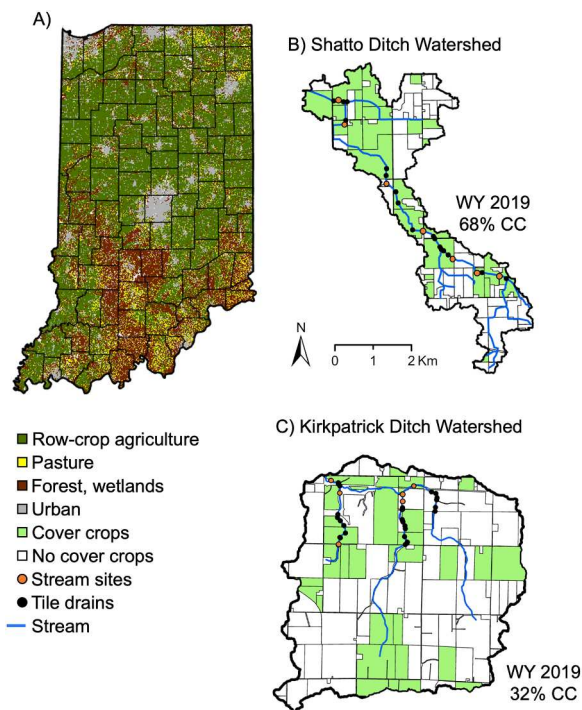 A)
B) Shatto Ditch Watershed
WY 2019
68% CC
N
0 1 2 Km
C) Kirkpatrick Ditch Watershed
Row-crop agriculture
Pasture
Forest, wetlands
Urban
Cover crops
No cover crops
Stream sites
Tile drains
Stream
WY 2019
32% CC